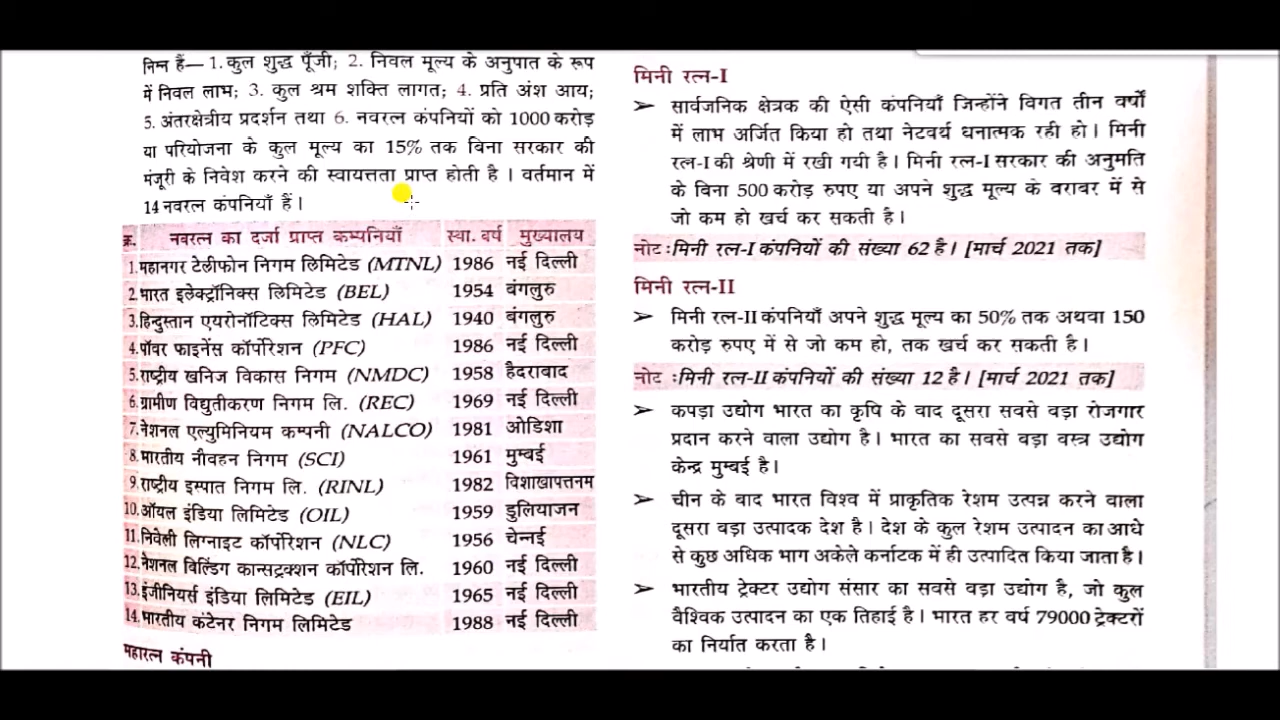 निम्न हैं— 1. कुल शुद्ध पूँजी; 2. निवल मूल्य के अनुपात के रूप
में निवल लाभ; 3. कुल श्रम शक्ति लागत; 4. प्रति अंश आय;
5. अंतरक्षेत्रीय प्रदर्शन तथा 6. नवरत्न कंपनियों को 1000 करोड़
या परियोजना के कुल मूल्य का 15% तक बिना सरकार की
मंजूरी के निवेश करने की स्वायत्तता प्राप्त होती है । वर्तमान में
14 नवरत्न कंपनियाँ हैं ।
क्र. नवरत्न का दर्जा प्राप्त कम्पनियाँ स्था. वर्ष मुख्यालय
1. महानगर टेलीफोन निगम लिमिटेड (MTNL) 1986 नई दिल्ली
2. भारत इलेक्ट्रॉनिक्स लिमिटेड (BEL) 1954 बंगलुरु
3. हिन्दुस्तान एयरोनॉटिक्स लिमिटेड (HAL) 1940 बंगलुरु
4. पॉवर फाइनेंस कॉर्पोरेशन (PFC) 1986 नई दिल्ली
5. राष्ट्रीय खनिज विकास निगम (NMDC) 1958 हैदराबाद
6. ग्रामीण विद्युतीकरण निगम लि. (REC) 1969 नई दिल्ली
7. नेशनल एल्युमिनियम कम्पनी (NALCO) 1981 ओडिशा
8. भारतीय नौवहन निगम (SCI) 1961 मुम्बई
9. राष्ट्रीय इस्पात निगम लि. (RINL) 1982 विशाखापत्तनम
10. ऑयल इंडिया लिमिटेड (OIL) 1959 डुलियाजन
11. निवेली लिग्नाइट कॉर्पोरेशन (NLC) 1956 चेन्नई
12. नेशनल बिल्डिंग कान्सट्रक्शन कॉर्पोरेशन लि. 1960 नई दिल्ली
13. ईंजीनियर्स इंडिया लिमिटेड (EIL) 1965 नई दिल्ली
14. भारतीय कंटेनर निगम लिमिटेड 1988 नई दिल्ली
महारत्न कंपनी
मिनी रत्न-I
➢ सार्वजनिक क्षेत्रक की ऐसी कंपनियाँ जिन्होंने विगत तीन वर्षों
में लाभ अर्जित किया हो तथा नेटवर्थ धनात्मक रही हो । मिनी
रत्न-I की श्रेणी में रखी गयी है । मिनी रत्न-I सरकार की अनुमति
के बिना 500 करोड़ रुपए या अपने शुद्ध मूल्य के बराबर में से
जो कम हो खर्च कर सकती है ।
नोट : मिनी रत्न-I कंपनियों की संख्या 62 है । [मार्च 2021 तक]
मिनी रत्न-II
➢ मिनी रत्न-II कंपनियाँ अपने शुद्ध मूल्य का 50% तक अथवा 150
करोड़ रुपए में से जो कम हो, तक खर्च कर सकती है ।
नोट : मिनी रत्न-II कंपनियों की संख्या 12 है । [मार्च 2021 तक]
➢ कपड़ा उद्योग भारत का कृषि के बाद दूसरा सबसे बड़ा रोजगार
प्रदान करने वाला उद्योग है । भारत का सबसे बड़ा वस्त्र उद्योग
केन्द्र मुम्बई है ।
➢ चीन के बाद भारत विश्व में प्राकृतिक रेशम उत्पन्न करने वाला
दूसरा बड़ा उत्पादक देश है । देश के कुल रेशम उत्पादन का आधे
से कुछ अधिक भाग अकेले कर्नाटक में ही उत्पादित किया जाता है ।
➢ भारतीय ट्रेक्टर उद्योग संसार का सबसे बड़ा उद्योग है, जो कुल
वैश्विक उत्पादन का एक तिहाई है । भारत हर वर्ष 79000 ट्रेक्टरों
का निर्यात करता है ।